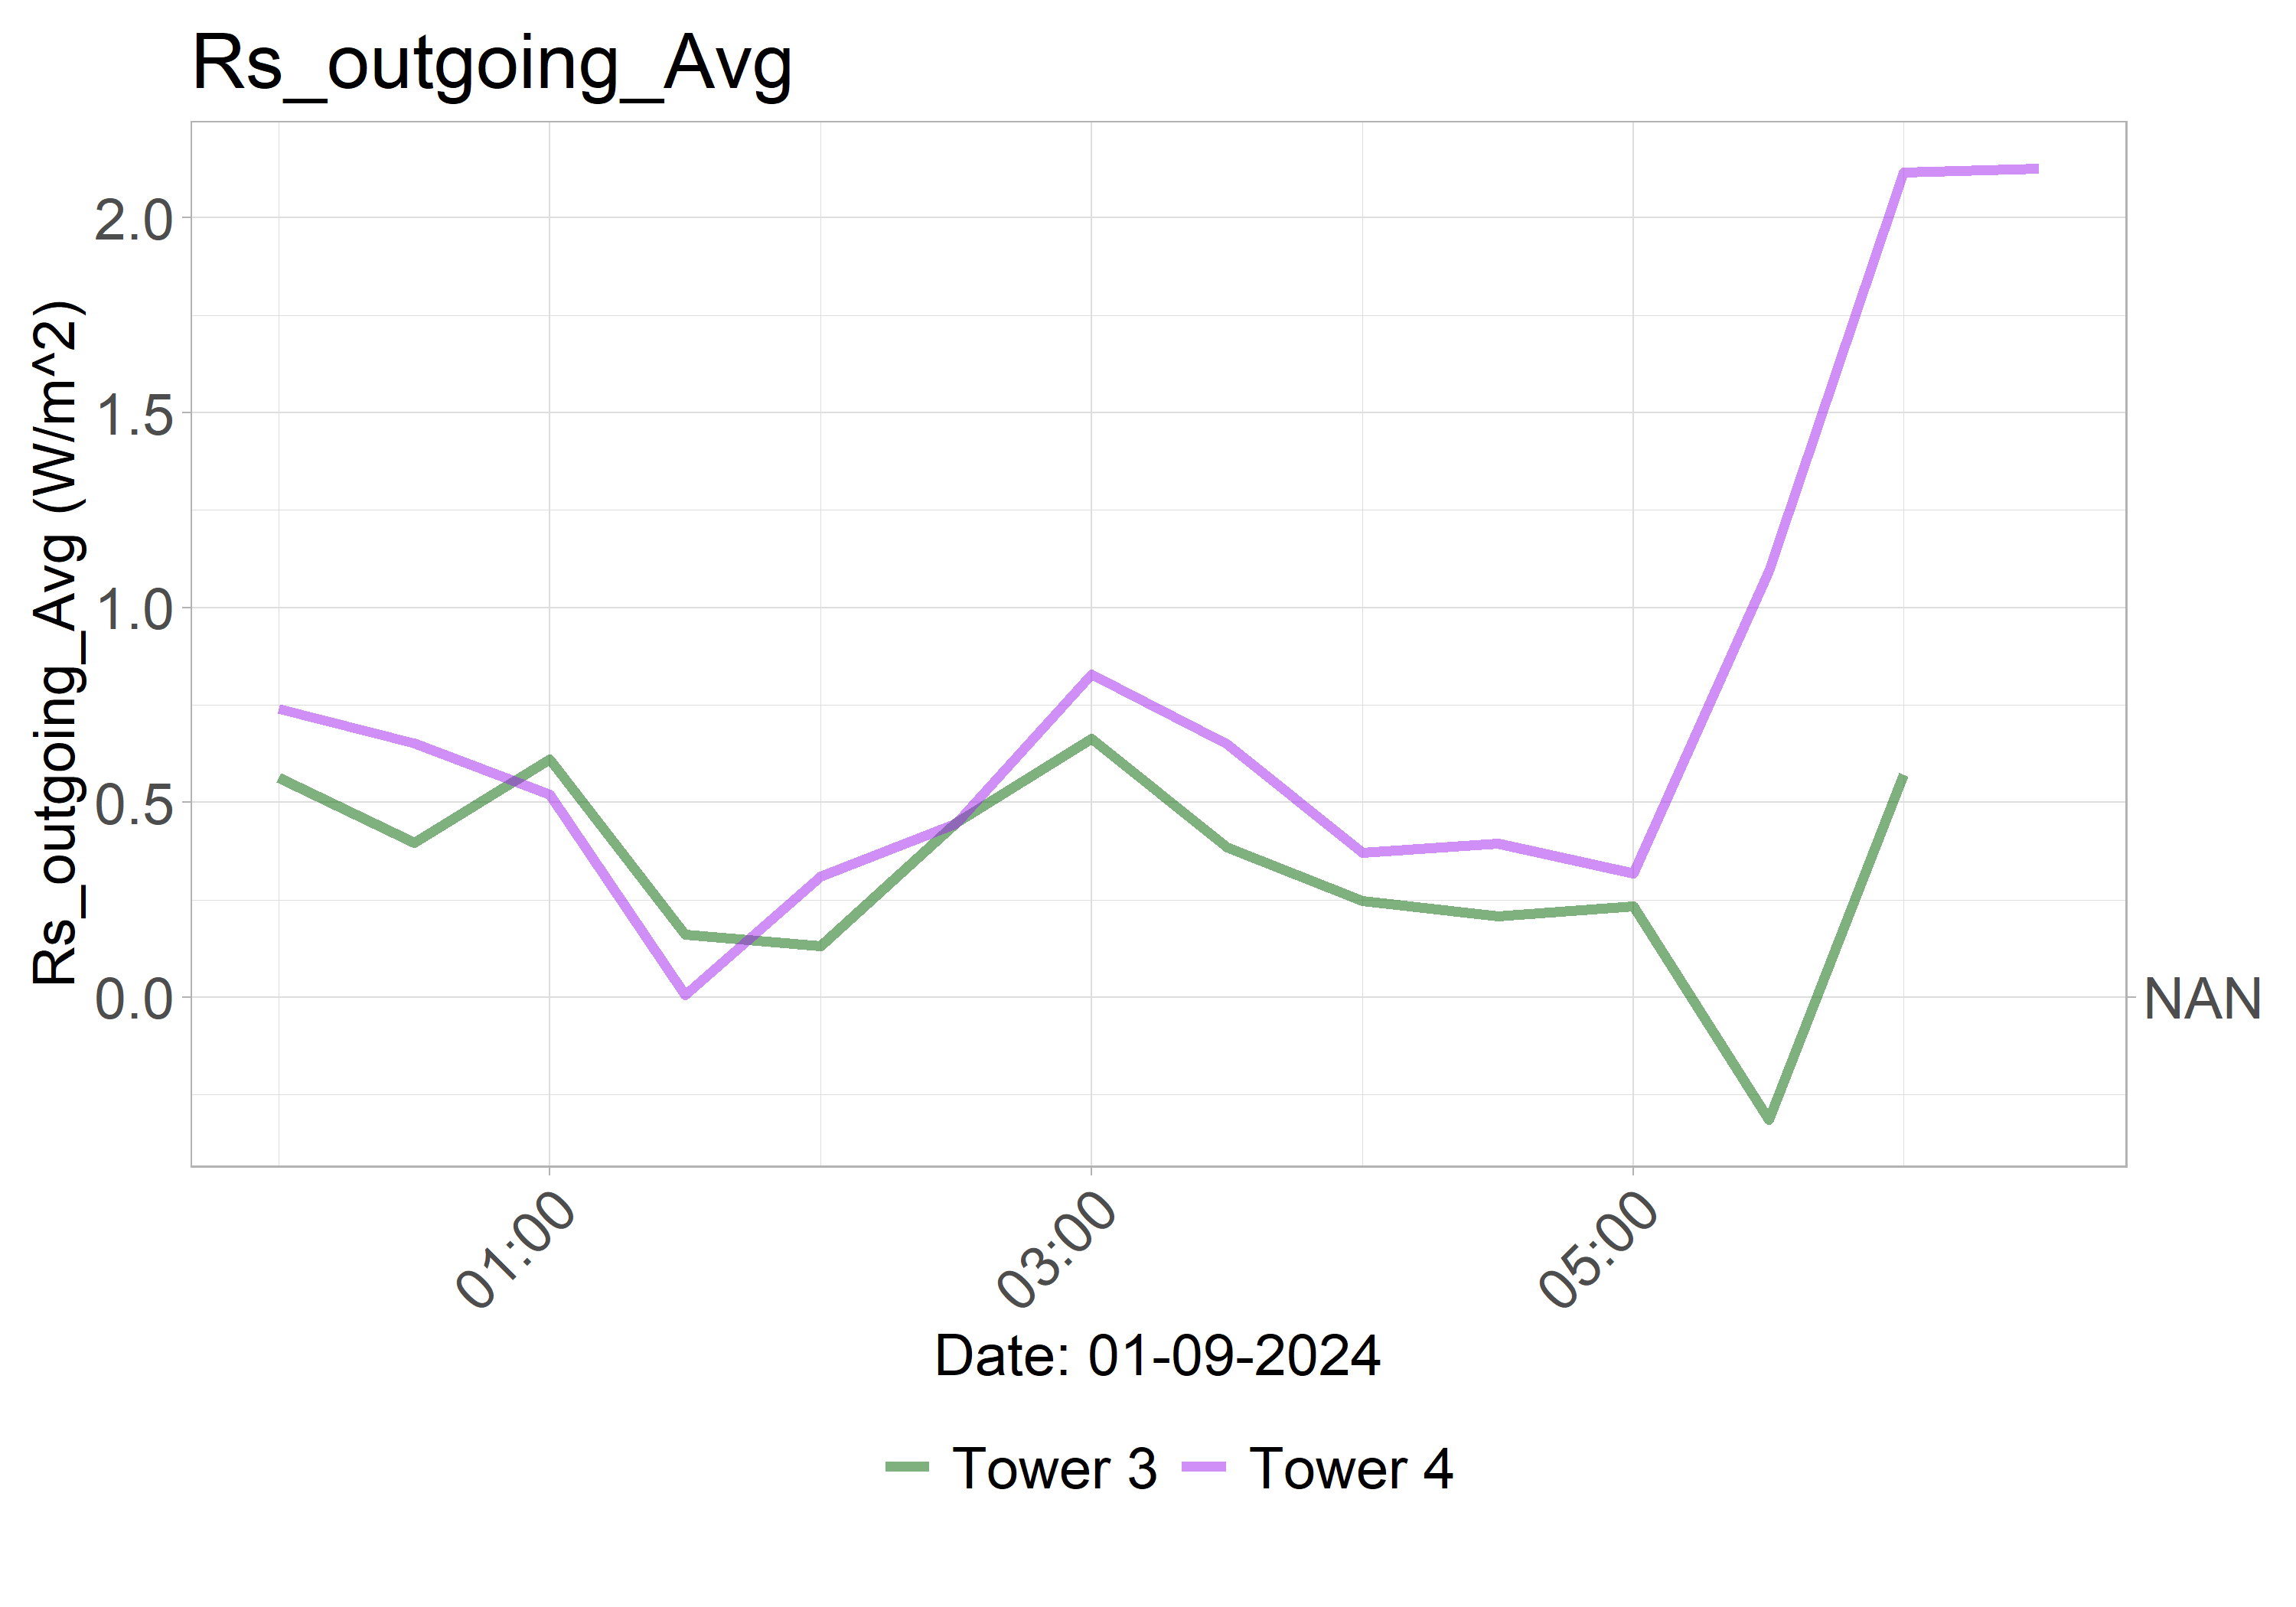 Rs_outgoing_Avg
Rs_outgoing_Avg (W/m^2)
2.0
1.5
1.0
0.5
0.0
NAN
01:00
03:00
05:00
Date: 01-09-2024
Tower 3
Tower 4